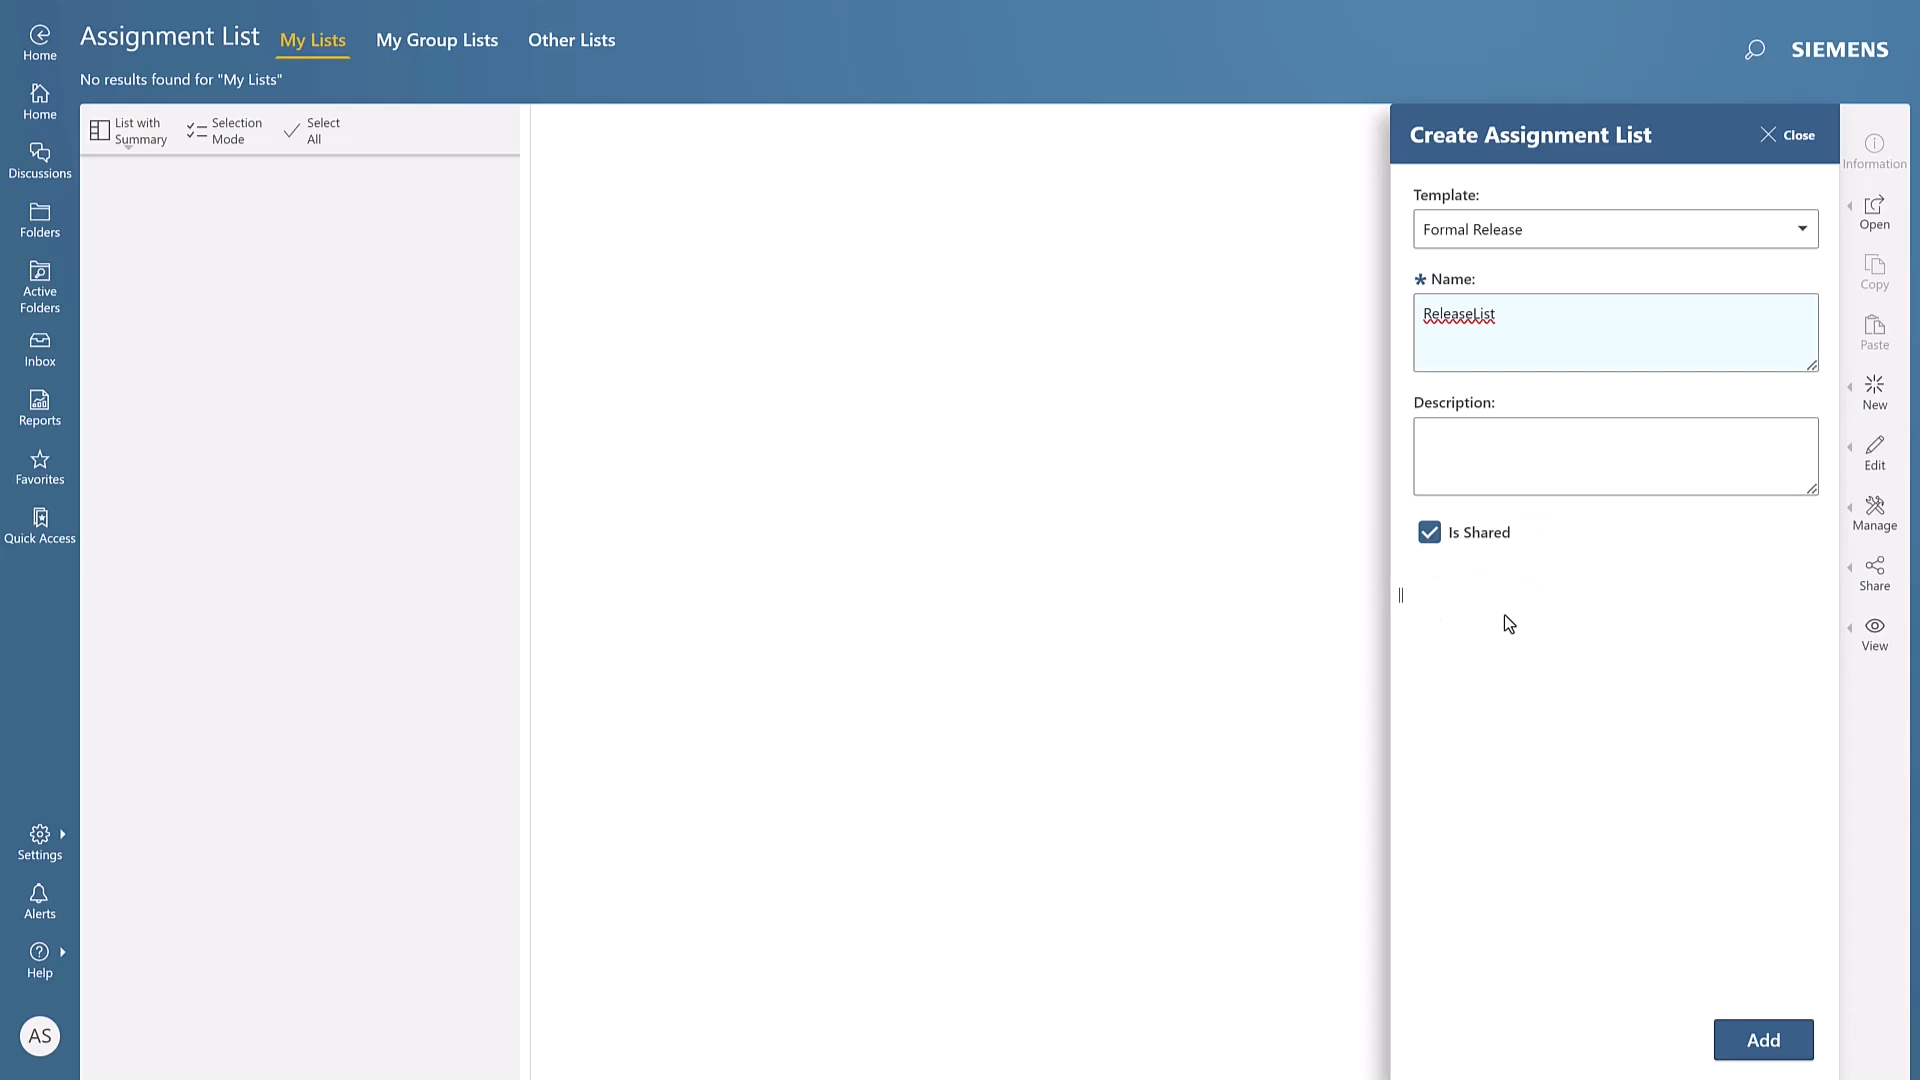 Home
Home
Discussions
Folders
Active
Folders
Inbox
Reports
Favorites
Quick Access
Settings
Alerts
Help
AS
Assignment List
My Lists
My Group Lists
Other Lists
No results found for "My Lists"
SIEMENS
List with
Summary
Selection
Mode
Select
All
Create Assignment List
Close
Template:
Formal Release
* Name:
ReleaseList
Description:
Is Shared
Add
Information
Open
Copy
Paste
New
Edit
Manage
Share
View